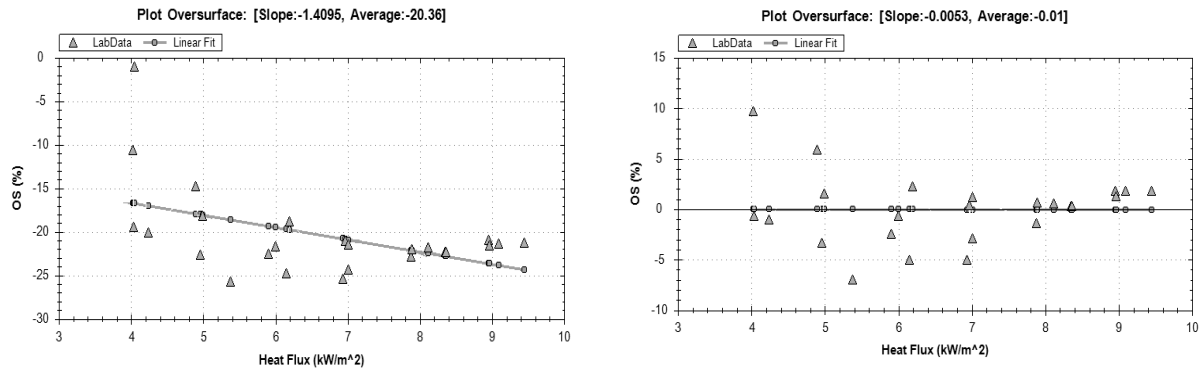 Plot Oversurface: [Slope:-1.4095, Average:-20.36]
LabData Linear Fit
0
-5
-10
-15
-20
-25
-30
OS (%)
3 4 5 6 7 8 9 10
Heat Flux (kW/m^2)
Plot Oversurface: [Slope:-0.0053, Average:-0.01]
LabData Linear Fit
15
10
5
0
-5
-10
OS (%)
3 4 5 6 7 8 9 10
Heat Flux (kW/m^2)